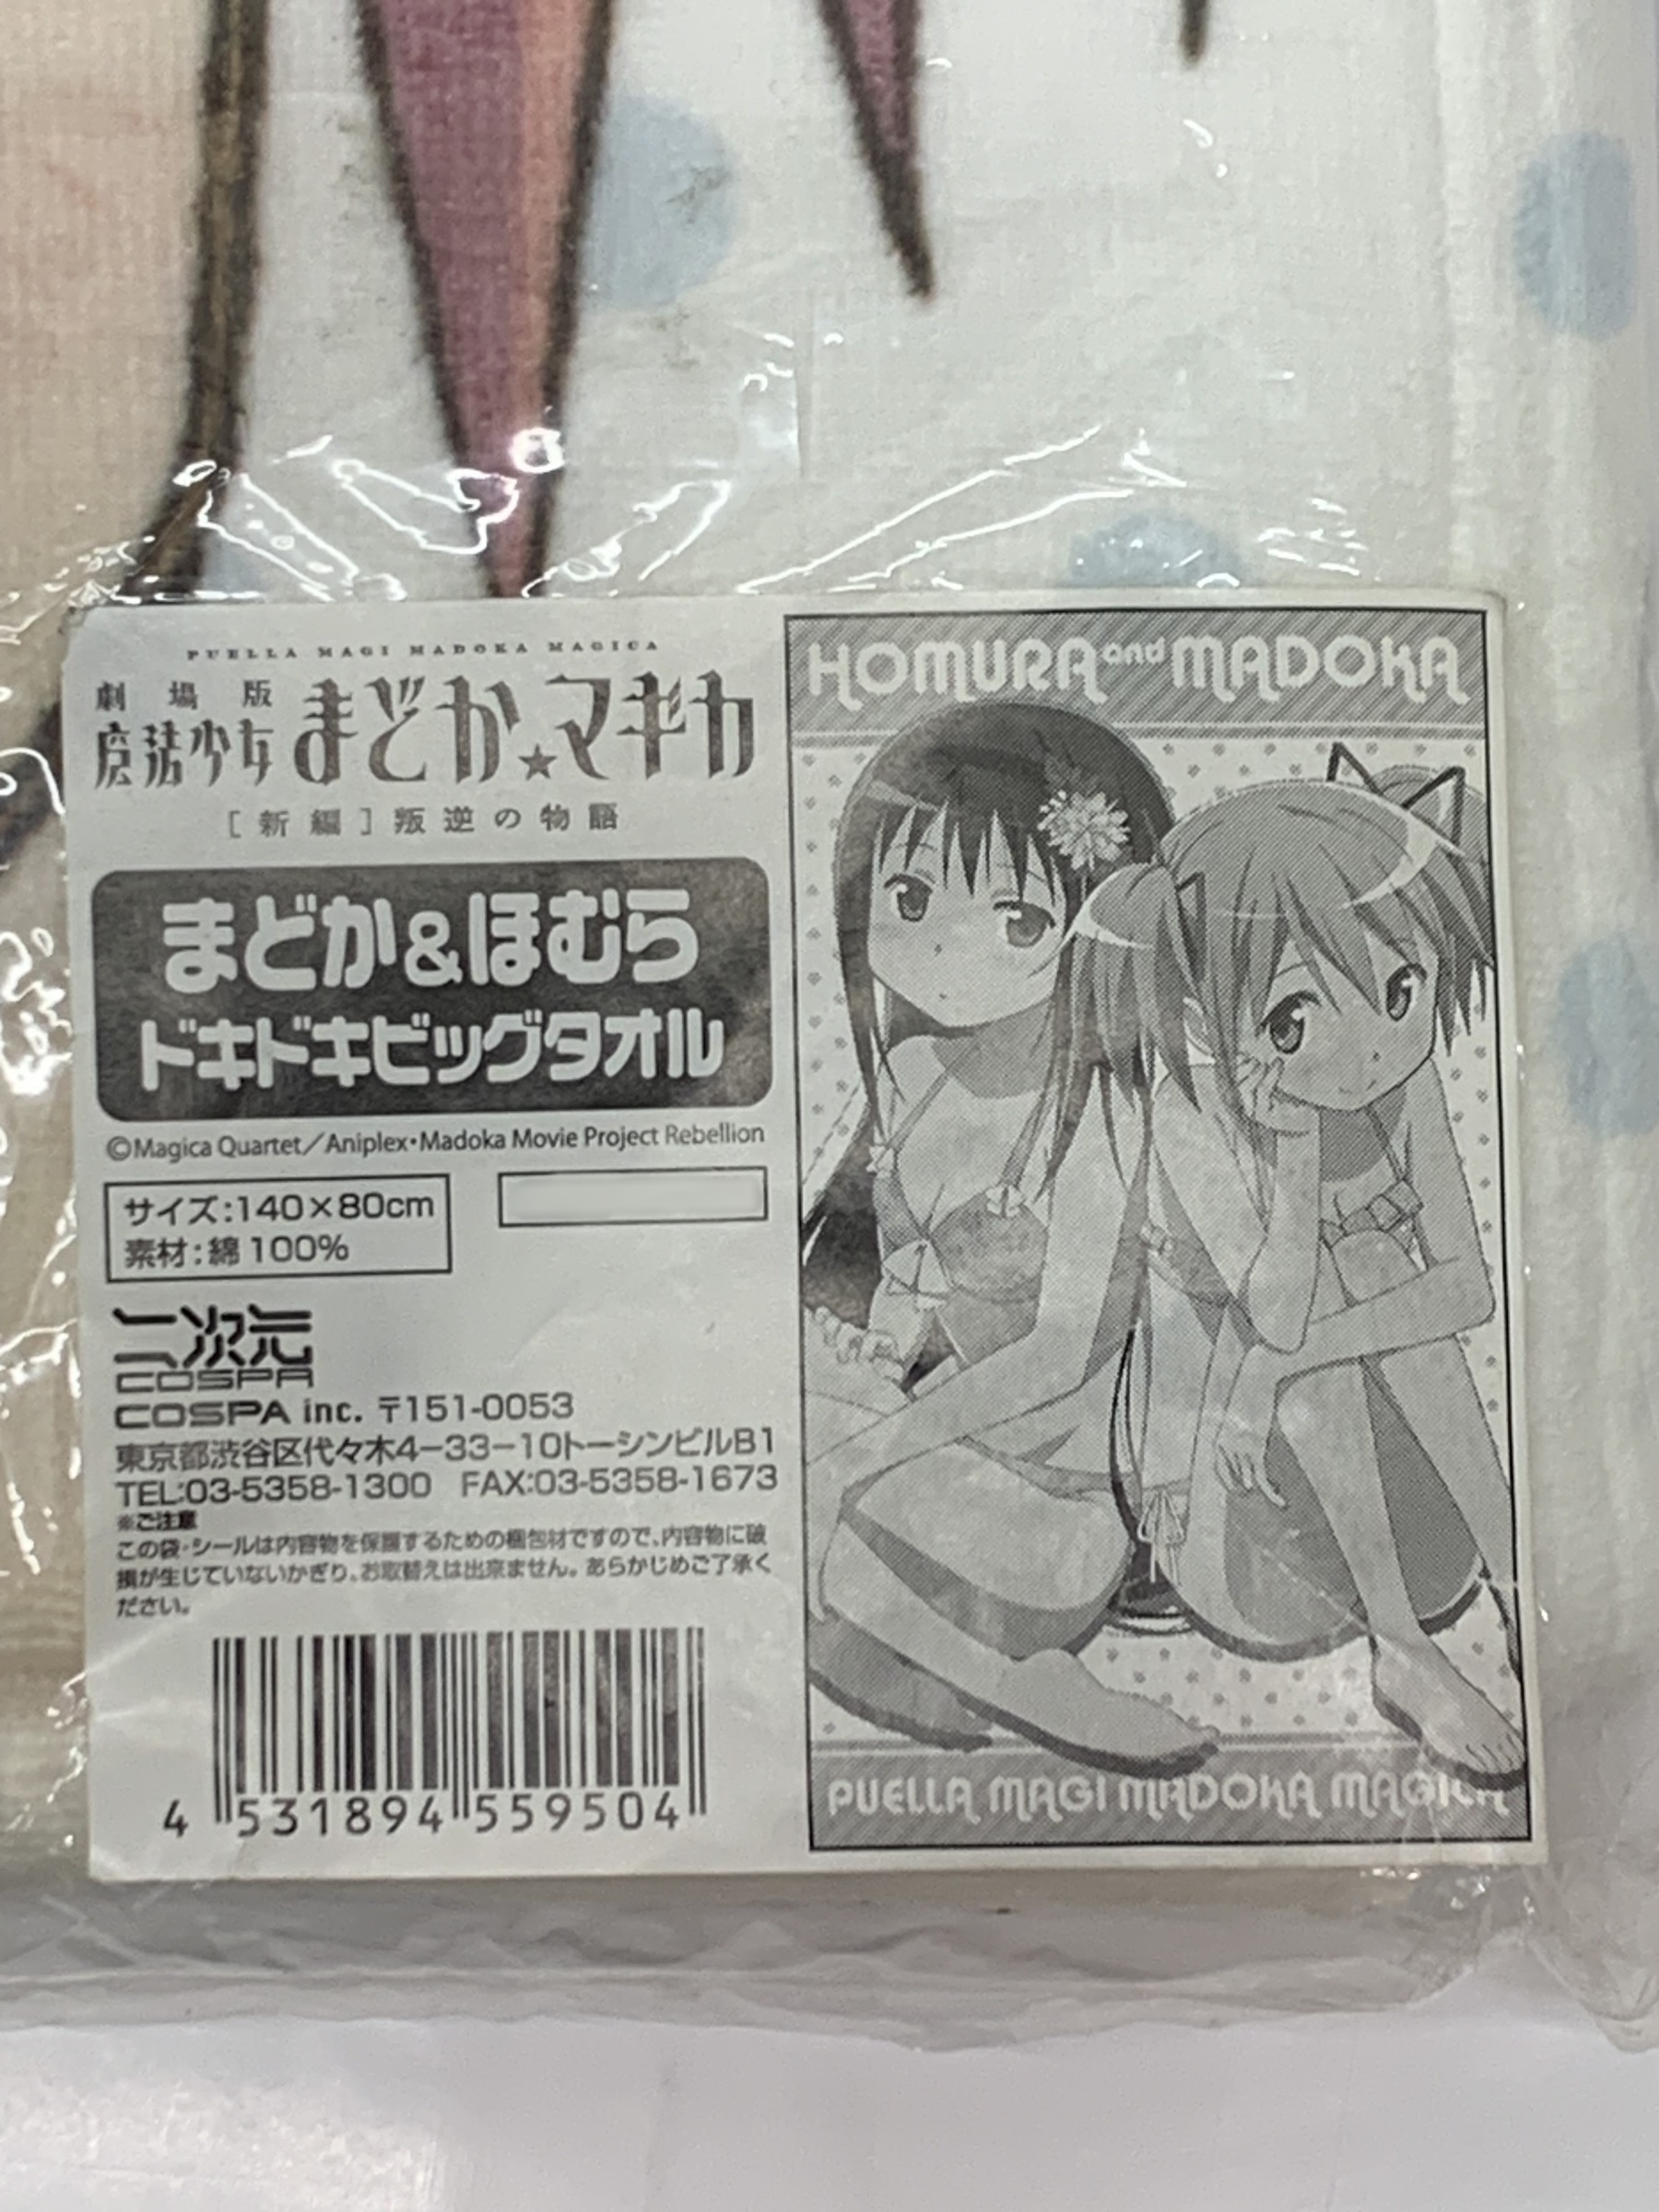 PUELLA MAGI MADOKA MAGICA
劇場版
魔法少女まどか★マギカ
[新編]叛逆の物語
まどか&ほむら
ドキドキビッグタオル
©Magica Quartet／Aniplex・Madoka Movie Project Rebellion
サイズ:140×80cm
素材:綿100%
二次元
COSPA
COSPA inc. 〒151-0053
東京都渋谷区代々木4-33-10トーシンビルB1
TEL:03-5358-1300 FAX:03-5358-1673
※ご注意
この袋・シールは内容物を保護するための梱包材ですので、内容物に破
損が生じていないかぎり、お取替えは出来ません。あらかじめご了承く
ださい。
4 531894 559504
HOMURA and MADOKA
PUELLA MAGI MADOKA MAGICA